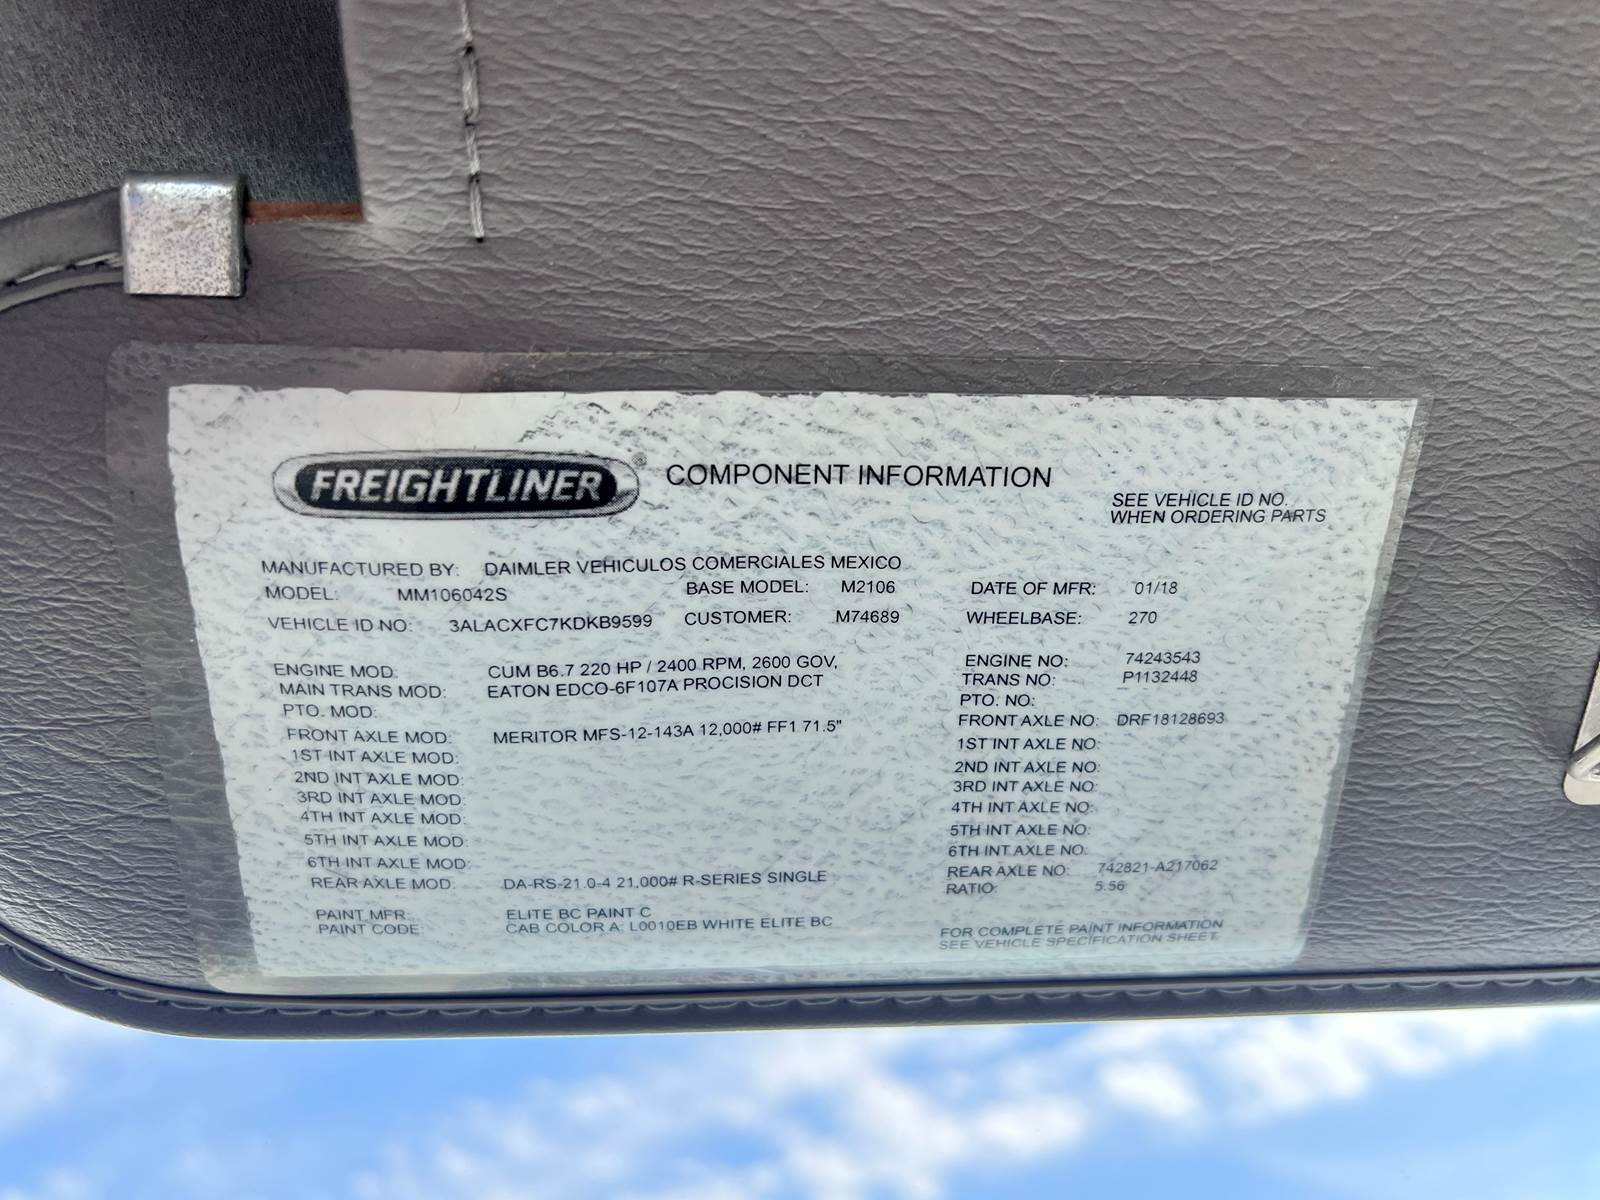 FREIGHTLINER® COMPONENT INFORMATION
SEE VEHICLE ID NO.
WHEN ORDERING PARTS
MANUFACTURED BY: DAIMLER VEHICULOS COMERCIALES MEXICO
MODEL: MM106042S BASE MODEL: M2106 DATE OF MFR: 01/18
VEHICLE ID NO: 3ALACXFC7KDKB9599 CUSTOMER: M74689 WHEELBASE: 270
ENGINE MOD: CUM B6.7 220 HP / 2400 RPM, 2600 GOV, ENGINE NO: 74243543
MAIN TRANS MOD: EATON EDCO-6F107A PROCISION DCT TRANS NO: P1132448
PTO. MOD: PTO. NO:
FRONT AXLE MOD: MERITOR MFS-12-143A 12,000# FF1 71.5" FRONT AXLE NO: DRF18128693
1ST INT AXLE MOD: 1ST INT AXLE NO:
2ND INT AXLE MOD: 2ND INT AXLE NO:
3RD INT AXLE MOD: 3RD INT AXLE NO:
4TH INT AXLE MOD: 4TH INT AXLE NO:
5TH INT AXLE MOD: 5TH INT AXLE NO:
6TH INT AXLE MOD: 6TH INT AXLE NO:
REAR AXLE MOD: DA-RS-21.0-4 21,000# R-SERIES SINGLE REAR AXLE NO: 742821-A217062
RATIO: 5.56
PAINT MFR: ELITE BC PAINT C
PAINT CODE: CAB COLOR A: L0010EB WHITE ELITE BC
FOR COMPLETE PAINT INFORMATION
SEE VEHICLE SPECIFICATION SHEET.